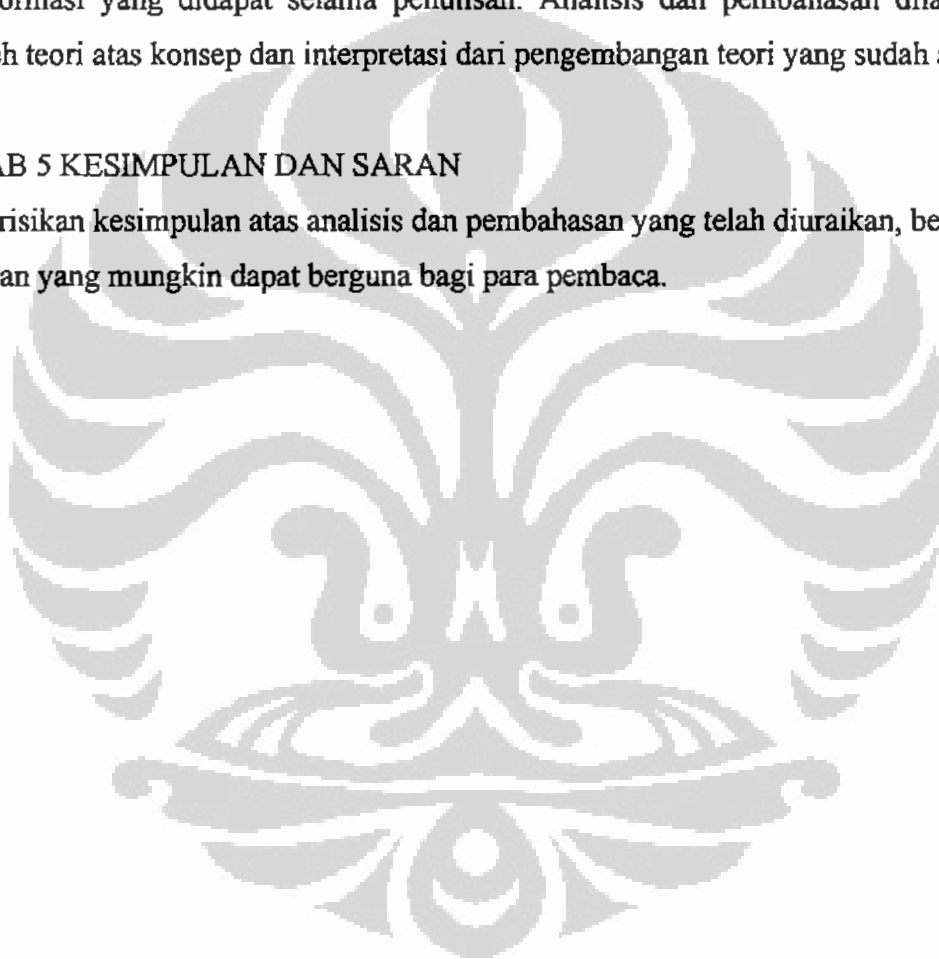 ormasi yang didapat selama penulisan. Analisis dan pembahasan
h teori atas konsep dan interpretasi dari pengembangan teori yang sudah
AB 5 KESIMPULAN DAN SARAN
risikan kesimpulan atas analisis dan pembahasan yang telah diuraikan, be
an yang mungkin dapat berguna bagi para pembaca.